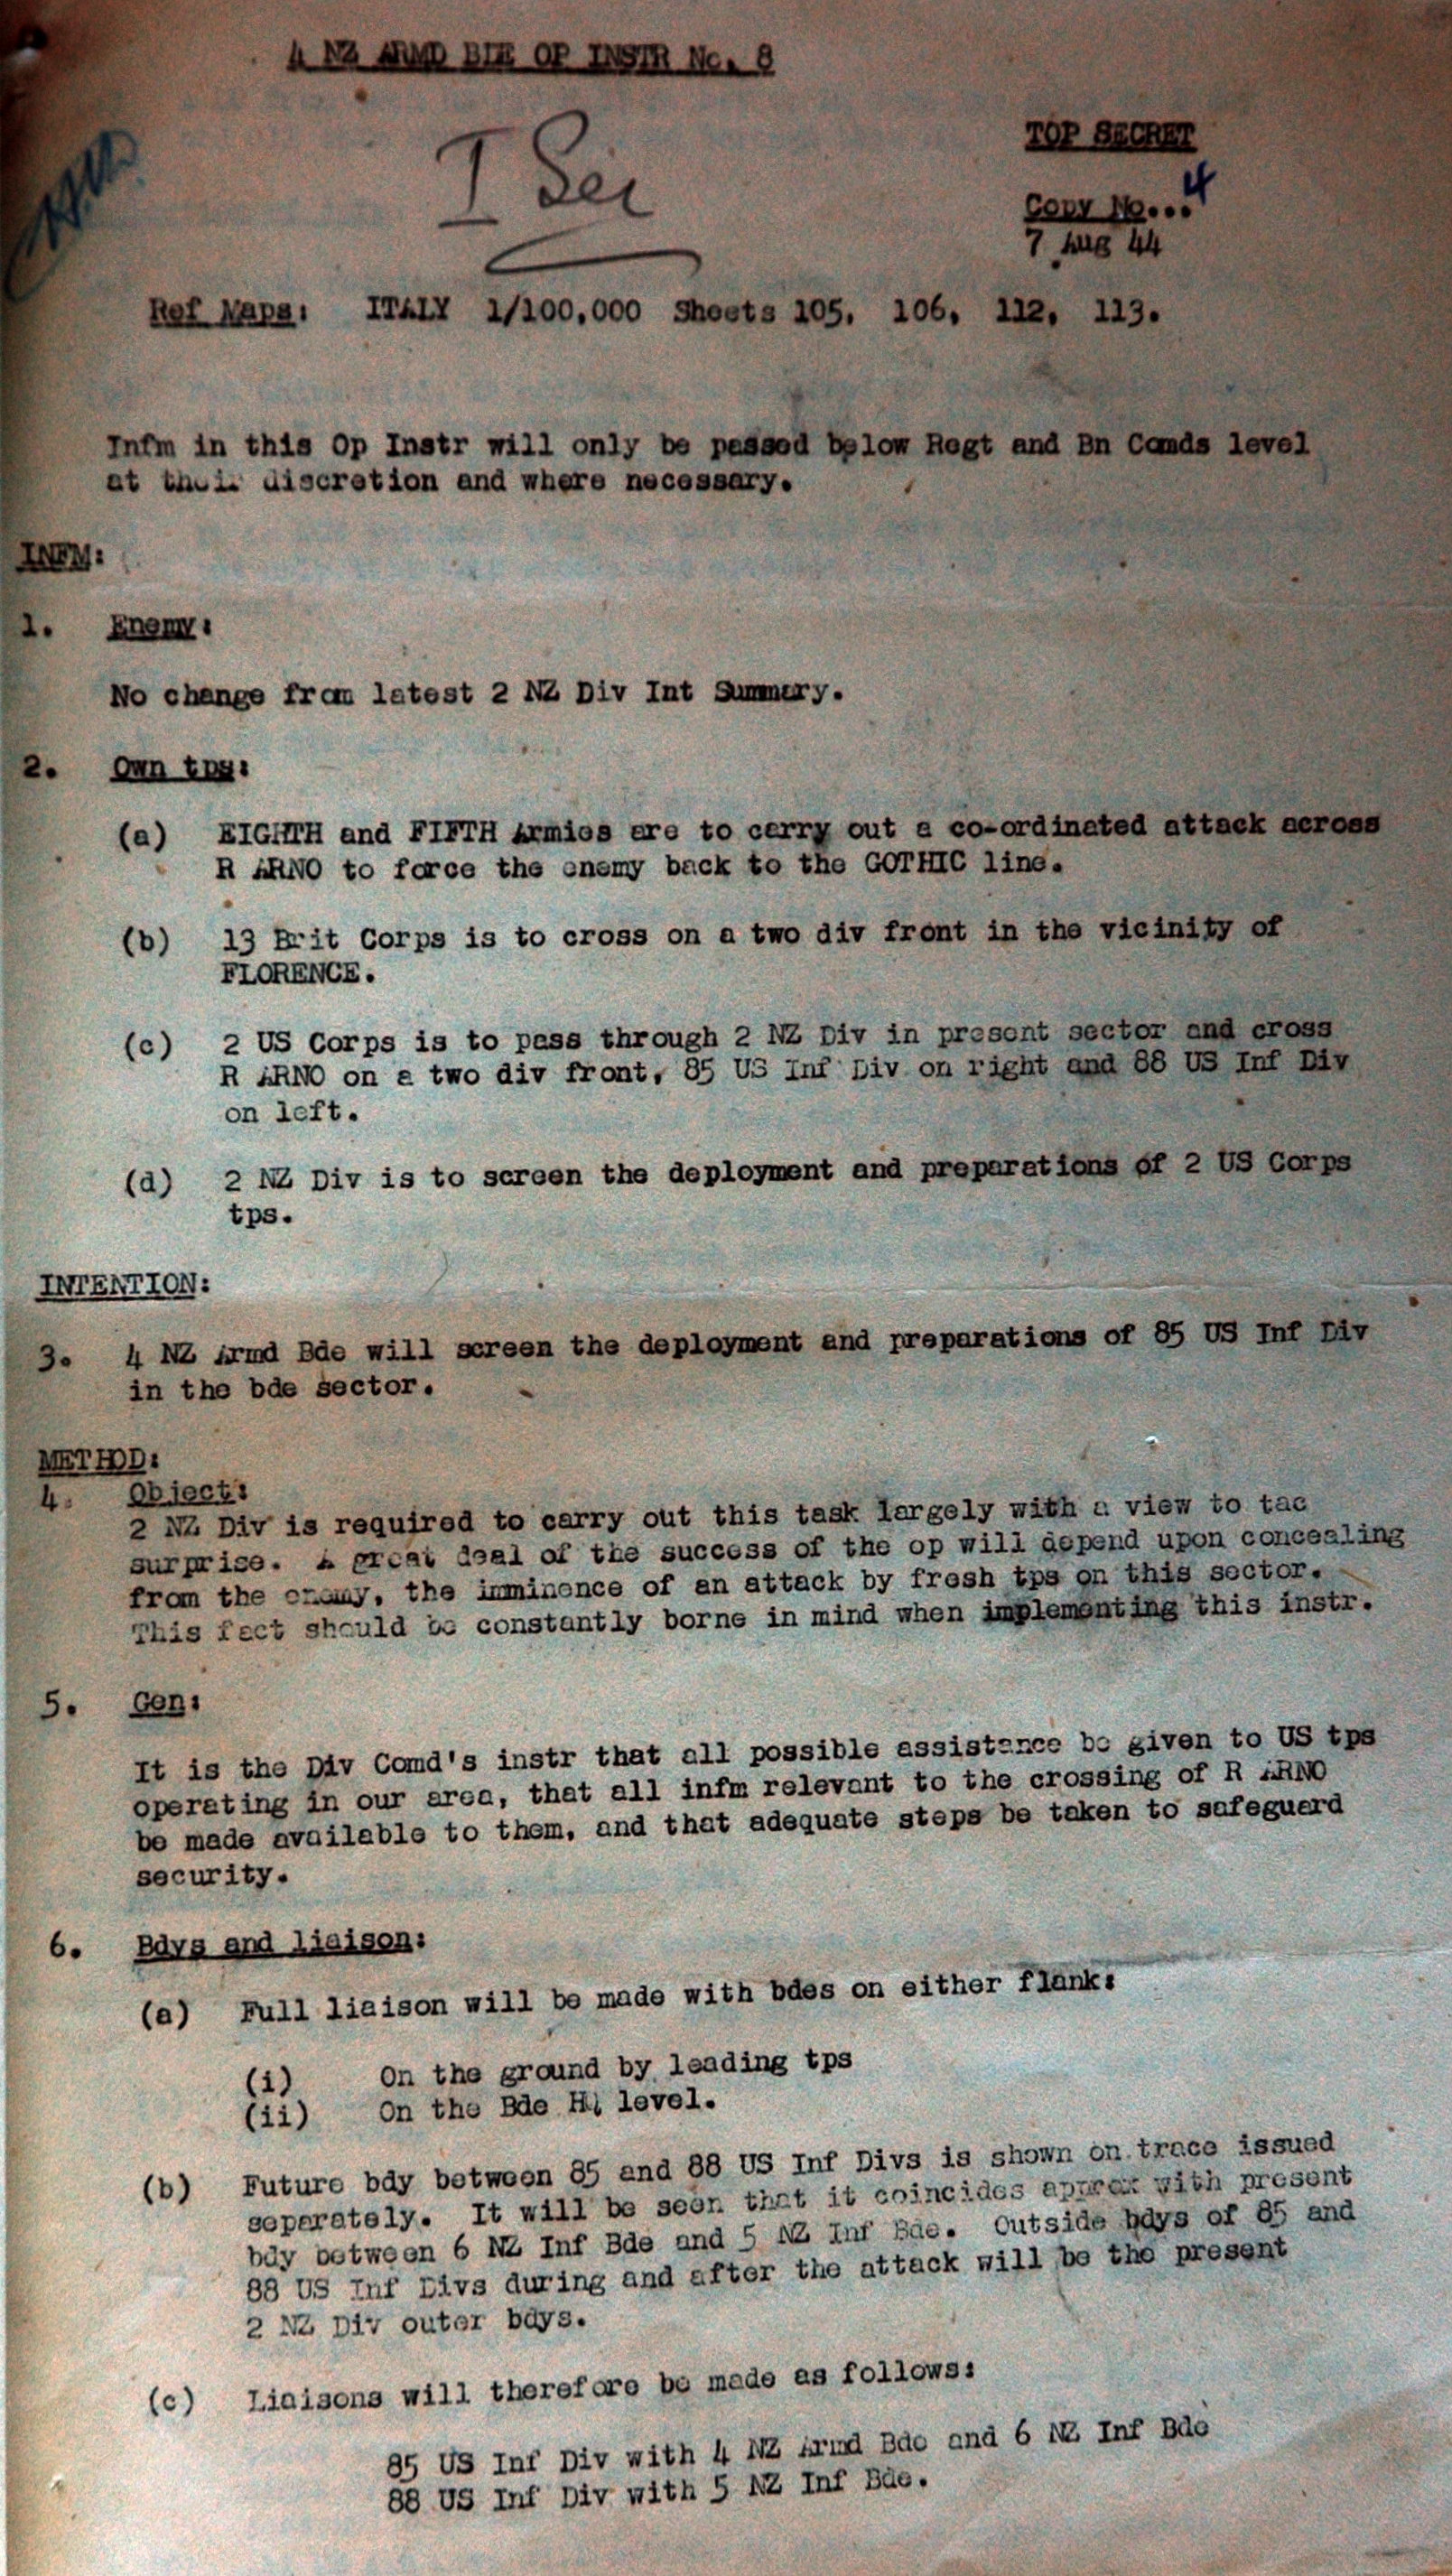 4 NZ ARMD BDE OP INSTR No. 8
TOP SECRET
I Sec
Copy No...4
7 Aug 44
Ref Maps: ITALY 1/100,000 Sheets 105, 106, 112, 113.
Infm in this Op Instr will only be passed below Regt and Bn Comds level
at their discretion and where necessary.
INFM:
1. Enemy:
No change from latest 2 NZ Div Int Summary.
2. Own tps:
(a) EIGHTH and FIFTH Armies are to carry out a co-ordinated attack across
R ARNO to force the enemy back to the GOTHIC line.
(b) 13 Brit Corps is to cross on a two div front in the vicinity of
FLORENCE.
(c) 2 US Corps is to pass through 2 NZ Div in present sector and cross
R ARNO on a two div front, 85 US Inf Div on right and 88 US Inf Div
on left.
(d) 2 NZ Div is to screen the deployment and preparations of 2 US Corps
tps.
INTENTION:
3. 4 NZ Armd Bde will screen the deployment and preparations of 85 US Inf Div
in the bde sector.
METHOD:
4. Object:
2 NZ Div is required to carry out this task largely with a view to tac
surprise. A great deal of the success of the op will depend upon concealing
from the enemy, the imminence of an attack by fresh tps on this sector.
This fact should be constantly borne in mind when implementing this instr.
5. Gen:
It is the Div Comd's instr that all possible assistance be given to US tps
operating in our area, that all infm relevant to the crossing of R ARNO
be made available to them, and that adequate steps be taken to safeguard
security.
6. Bdys and liaison:
(a) Full liaison will be made with bdes on either flank:
(i) On the ground by leading tps
(ii) On the Bde HQ level.
(b) Future bdy between 85 and 88 US Inf Divs is shown on trace issued
seperately. It will be seen that it coincides approx with present
bdy between 6 NZ Inf Bde and 5 NZ Inf Bde. Outside bdys of 85 and
88 US Inf Divs during and after the attack will be the present
2 NZ Div outer bdys.
(c) Liaisons will therefore be made as follows:
85 US Inf Div with 4 NZ Armd Bde and 6 NZ Inf Bde
88 US Inf Div with 5 NZ Inf Bde.